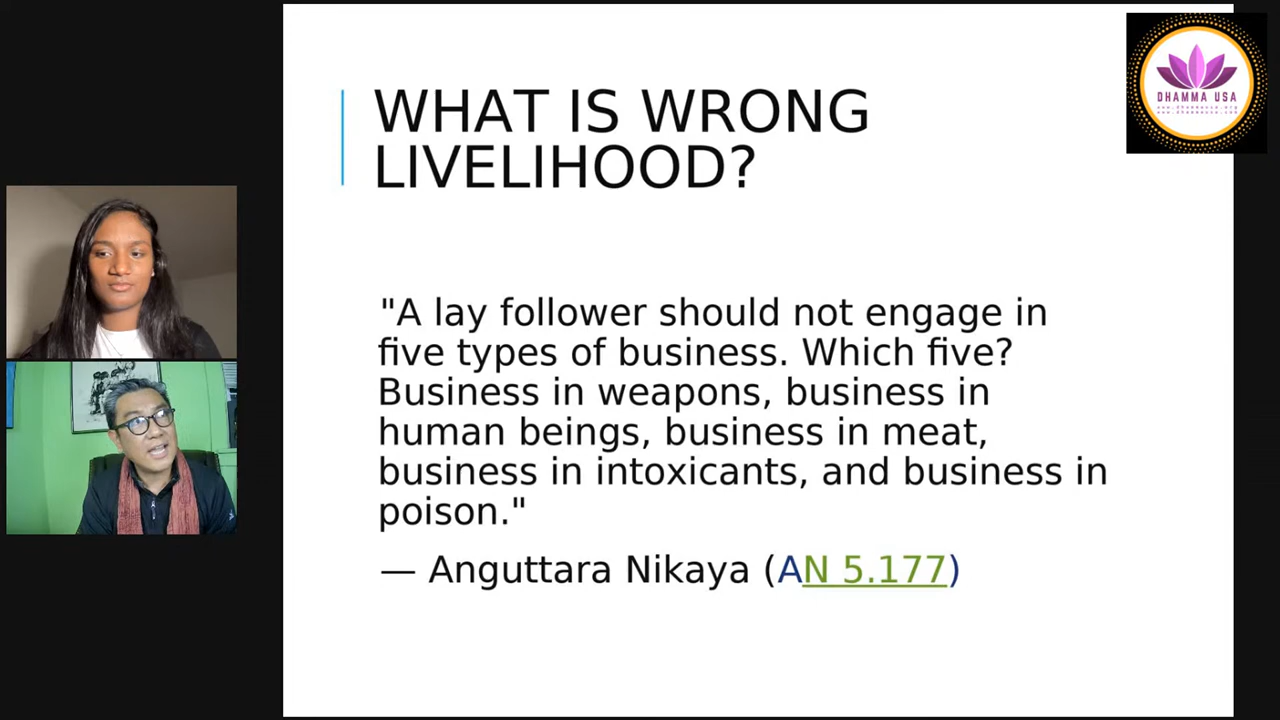 WHAT IS WRONG
LIVELIHOOD?
"A lay follower should not engage in
five types of business. Which five?
Business in weapons, business in
human beings, business in meat,
business in intoxicants, and business in
poison."
— Anguttara Nikaya (AN 5.177)
DHAMMA USA